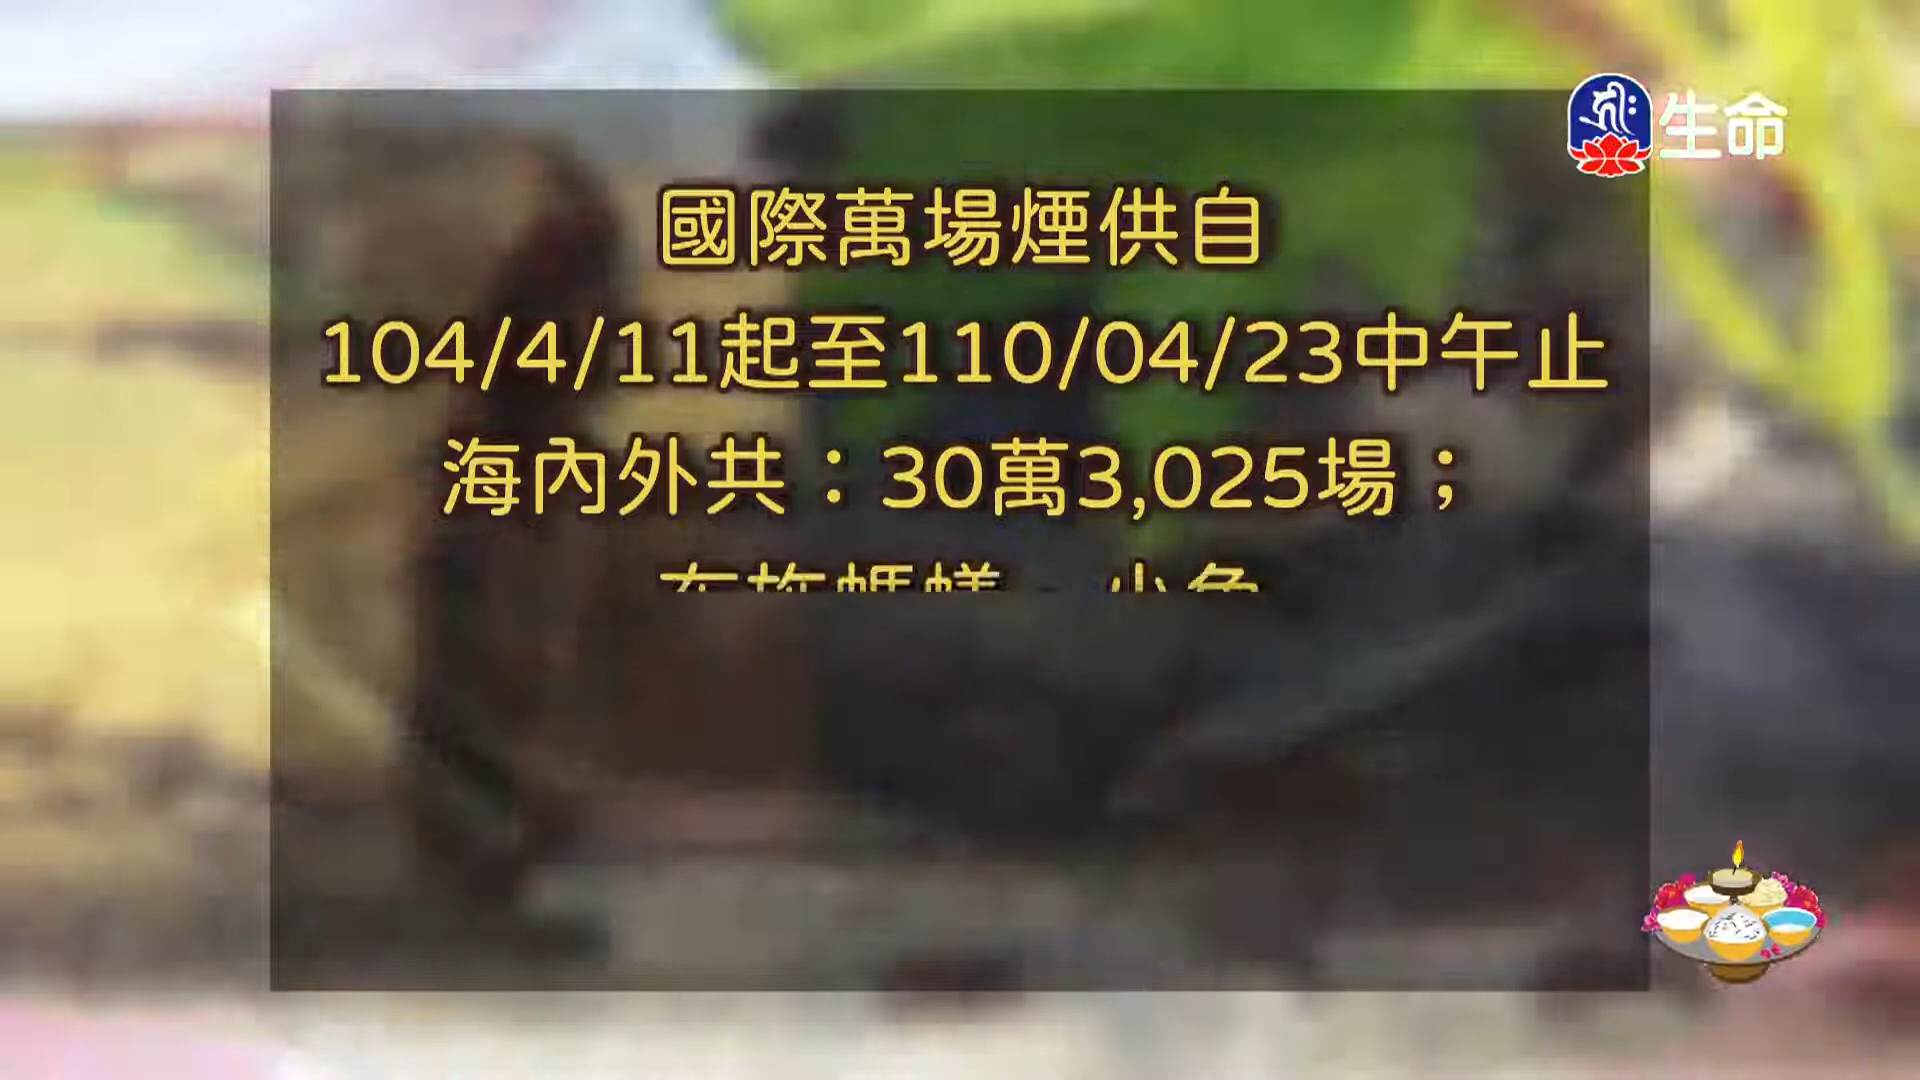 生命
國際萬場煙供自
104/4/11起至110/04/23中午止
海內外共：30萬3,025場；